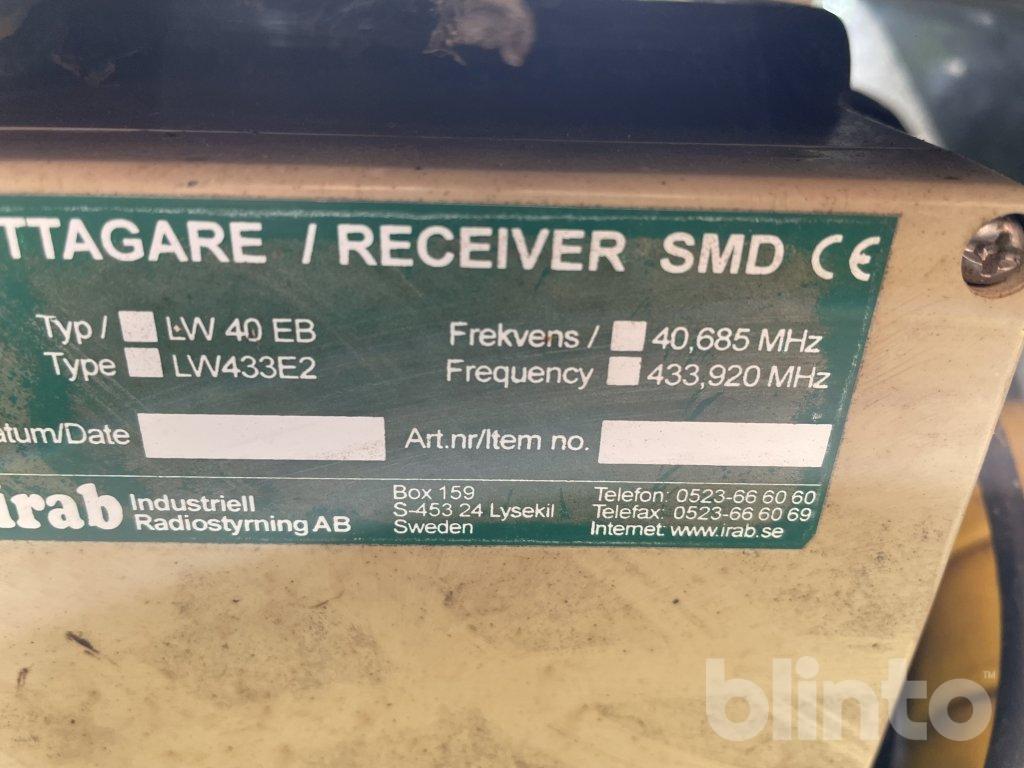 TTAGARE / RECEIVER SMD CE
Typ / LW 40 EB Frekvens / 40,685 MHz
Type LW433E2 Frequency 433,920 MHz
atum/Date Art.nr/Item no.
irab Industriell Radiostyrning AB
Box 159
S-453 24 Lysekil
Sweden
Telefon: 0523-66 60 60
Telefax: 0523-66 60 69
Internet: www.irab.se
blinto™